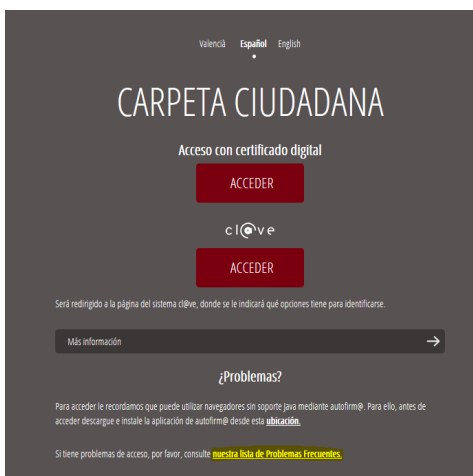 Valencià Español English
CARPETA CIUDADANA
Acceso con certificado digital
ACCEDER
cl@ve
ACCEDER
Será redirigido a la página del sistema cl@ve, donde se le indicará qué opciones tiene para identificarse.
Más información
¿Problemas?
Para acceder le recordamos que puede utilizar navegadores sin soporte Java mediante autofirm@. Para ello, antes de
acceder descargue e instale la aplicación de autofirm@ desde esta ubicación.
Si tiene problemas de acceso, por favor, consulte nuestra lista de Problemas Frecuentes.